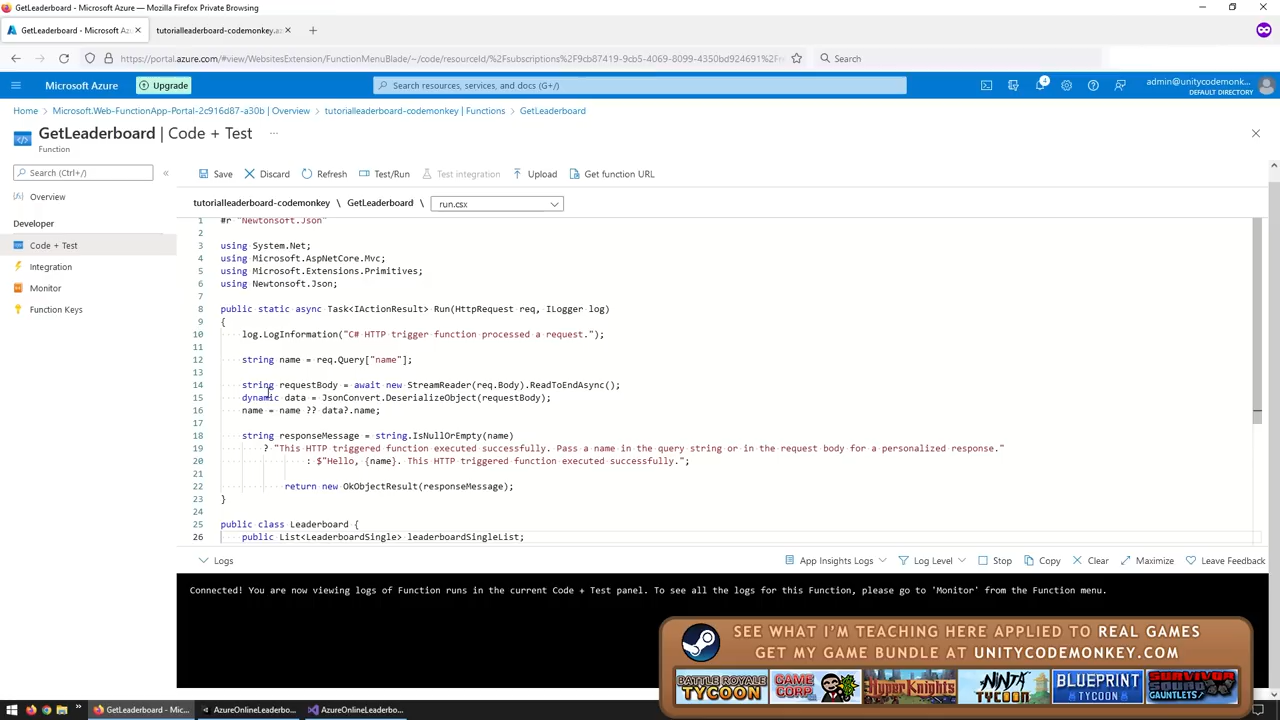 GetLeaderboard - Microsoft Azure — Mozilla Firefox Private Browsing
GetLeaderboard - Microsoft Az
tutorialleaderboard-codemonkey.a
https://portal.azure.com/#view/WebsitesExtension/FunctionMenuBlade/~/code/resourceId/%2Fsubscriptions%2F9cb87419-9cb5-4069-8099-4350bd924691%2Fr
Search
Microsoft Azure
Upgrade
Search resources, services, and docs (G+/)
4
admin@unitycodemonk...
DEFAULT DIRECTORY
Home > Microsoft.Web-FunctionApp-Portal-2c916d87-a30b | Overview > tutorialleaderboard-codemonkey | Functions > GetLeaderboard
GetLeaderboard | Code + Test ...
Function
Search (Ctrl+/)
«
Save
Discard
Refresh
Test/Run
Test integration
Upload
Get function URL
Overview
Developer
Code + Test
Integration
Monitor
Function Keys
tutorialleaderboard-codemonkey \ GetLeaderboard \ run.csx
1 #r "Newtonsoft.Json"
2
3 using System.Net;
4 using Microsoft.AspNetCore.Mvc;
5 using Microsoft.Extensions.Primitives;
6 using Newtonsoft.Json;
7
8 public static async Task<IActionResult> Run(HttpRequest req, ILogger log)
9 {
10 log.LogInformation("C# HTTP trigger function processed a request.");
11
12 string name = req.Query["name"];
13
14 string requestBody = await new StreamReader(req.Body).ReadToEndAsync();
15 dynamic data = JsonConvert.DeserializeObject(requestBody);
16 name = name ?? data?.name;
17
18 string responseMessage = string.IsNullOrEmpty(name)
19 ? "This HTTP triggered function executed successfully. Pass a name in the query string or in the request body for a personalized response."
20 : $"Hello, {name}. This HTTP triggered function executed successfully.";
21
22 return new OkObjectResult(responseMessage);
23 }
24
25 public class Leaderboard {
26 public List<LeaderboardSingle> leaderboardSingleList;
Logs
App Insights Logs
Log Level
Stop
Copy
Clear
Maximize
Leave Feedback
Connected! You are now viewing logs of Function runs in the current Code + Test panel. To see all the logs for this Function, please go to 'Monitor' from the Function menu.
SEE WHAT I'M TEACHING HERE APPLIED TO REAL GAMES
GET MY GAME BUNDLE AT UNITYCODEMONKEY.COM
BATTLE ROYALE TYCOON
GAME CORP
HYPER KNIGHTS
NINJA TYCOON
BLUEPRINT TYCOON
SURVIVOR SQUAD GAUNTLETS
GetLeaderboard - Mic...
AzureOnlineLeaderbo...
AzureOnlineLeaderbo...